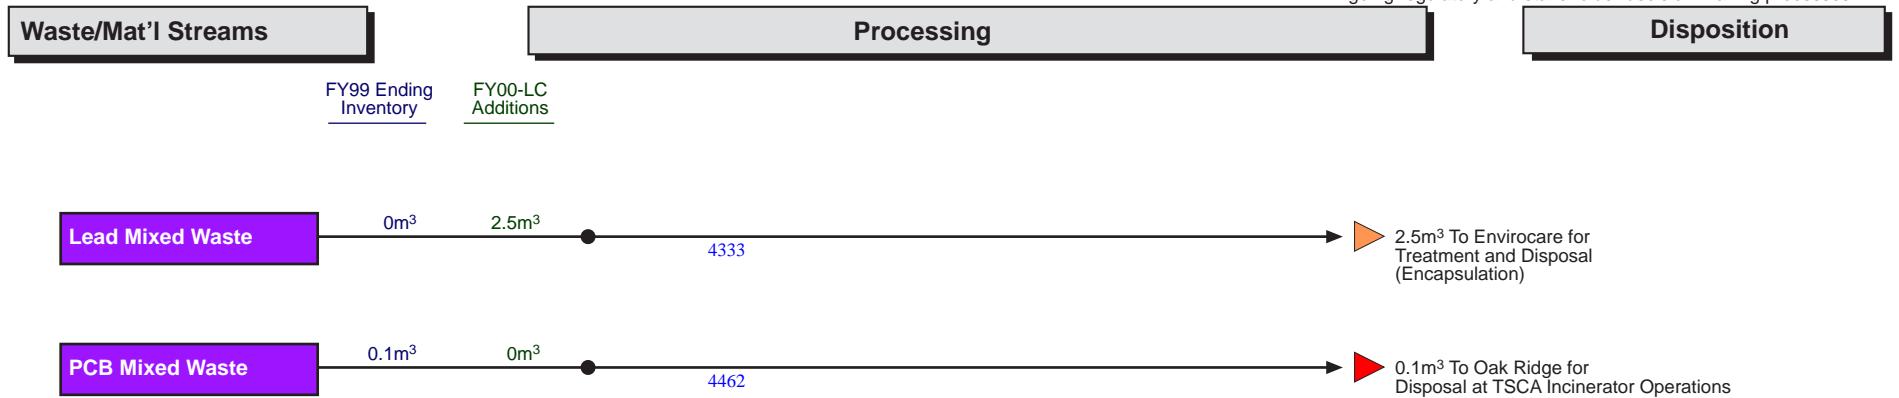 Waste/Mat'l Streams
Processing
Disposition
FY99 Ending
Inventory
FY00-LC
Additions
Lead Mixed Waste
0m³
2.5m³
4333
2.5m³ To Envirocare for
Treatment and Disposal
(Encapsulation)
PCB Mixed Waste
0.1m³
0m³
4462
0.1m³ To Oak Ridge for
Disposal at TSCA Incinerator Operations